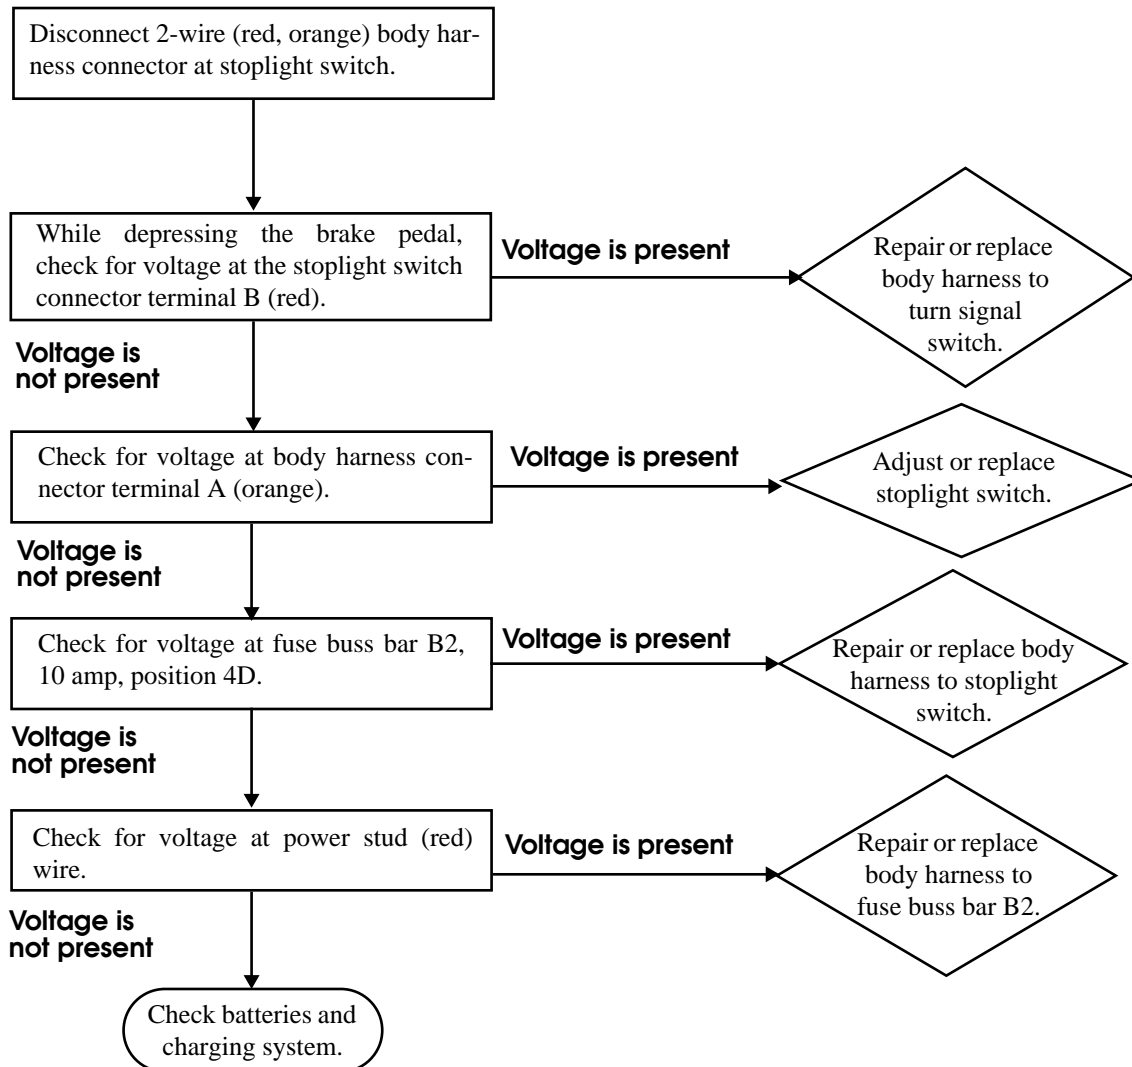 Disconnect 2-wire (red, orange) body har-
ness connector at stoplight switch.
While depressing the brake pedal,
check for voltage at the stoplight switch
connector terminal B (red).
Voltage is present
Repair or replace
body harness to
turn signal
switch.
Voltage is
not present
Check for voltage at body harness con-
nector terminal A (orange).
Voltage is present
Adjust or replace
stoplight switch.
Voltage is
not present
Check for voltage at fuse buss bar B2,
10 amp, position 4D.
Voltage is present
Repair or replace body
harness to stoplight
switch.
Voltage is
not present
Check for voltage at power stud (red)
wire.
Voltage is present
Repair or replace
body harness to
fuse buss bar B2.
Voltage is
not present
Check batteries and
charging system.